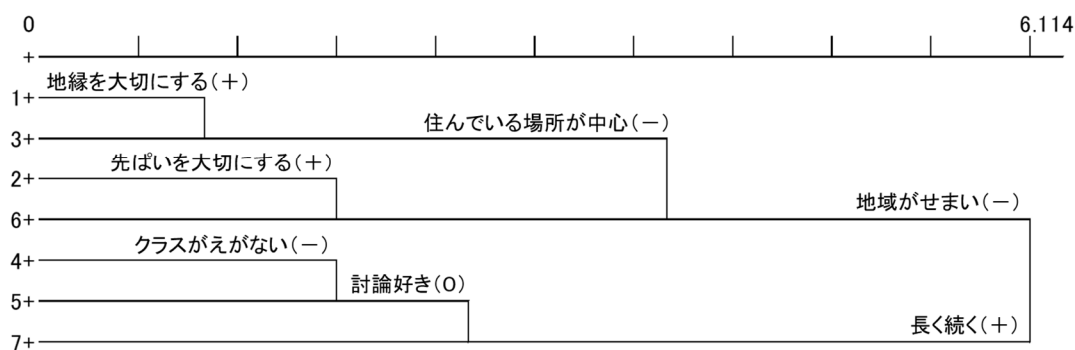 0 6.114
+
地縁を大切にする(+)
1+
住んでいる場所が中心(-)
3+
先ぱいを大切にする(+)
2+
地域がせまい(-)
6+
クラスがえがない(-)
4+
討論好き(0)
5+
長く続く(+)
7+